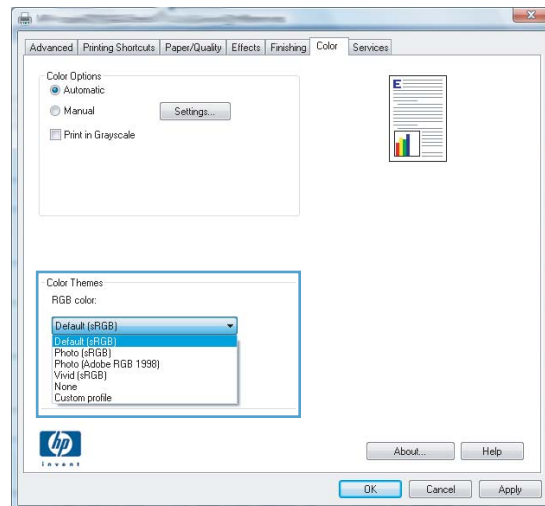 Advanced Printing Shortcuts Paper/Quality Effects Finishing Color Services
Color Options
Automatic
Manual Settings...
Print in Grayscale
E
Color Themes
RGB color:
Default (sRGB)
Default (sRGB)
Photo (sRGB)
Photo (Adobe RGB 1998)
Vivid (sRGB)
None
Custom profile
hp
invent
About... Help
OK Cancel Apply